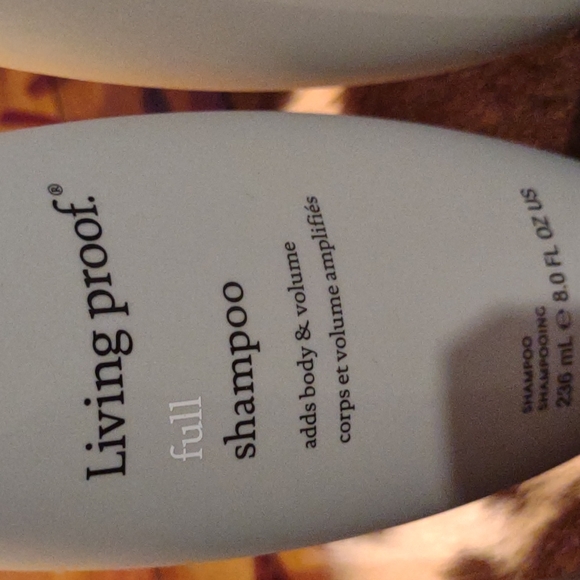 Living proof.®
full
shampoo
adds body & volume
corps et volume amplifiés
SHAMPOO
SHAMPOOING
236 mL ℮ 8.0 FL OZ US